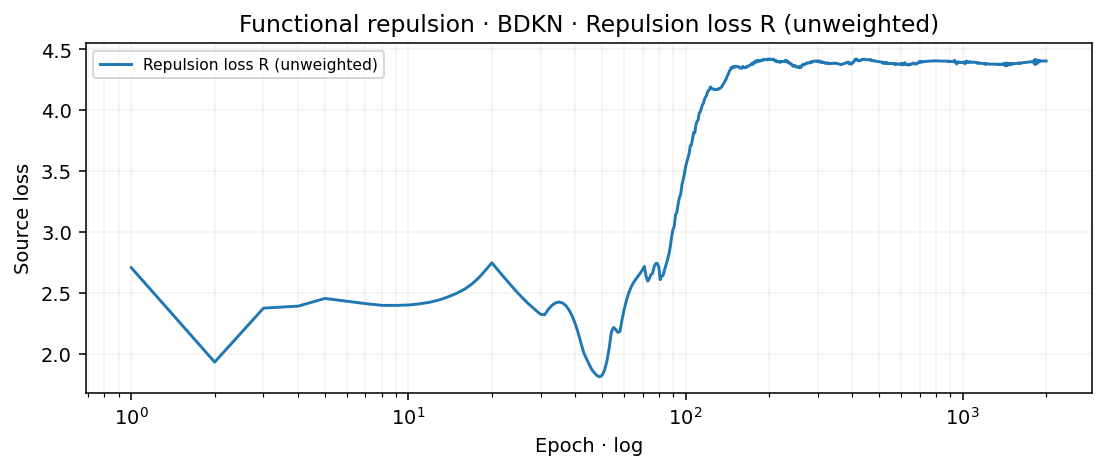 Functional repulsion · BDKN · Repulsion loss R (unweighted)
Repulsion loss R (unweighted)
Source loss
4.5
4.0
3.5
3.0
2.5
2.0
10⁰ 10¹ 10² 10³
Epoch · log